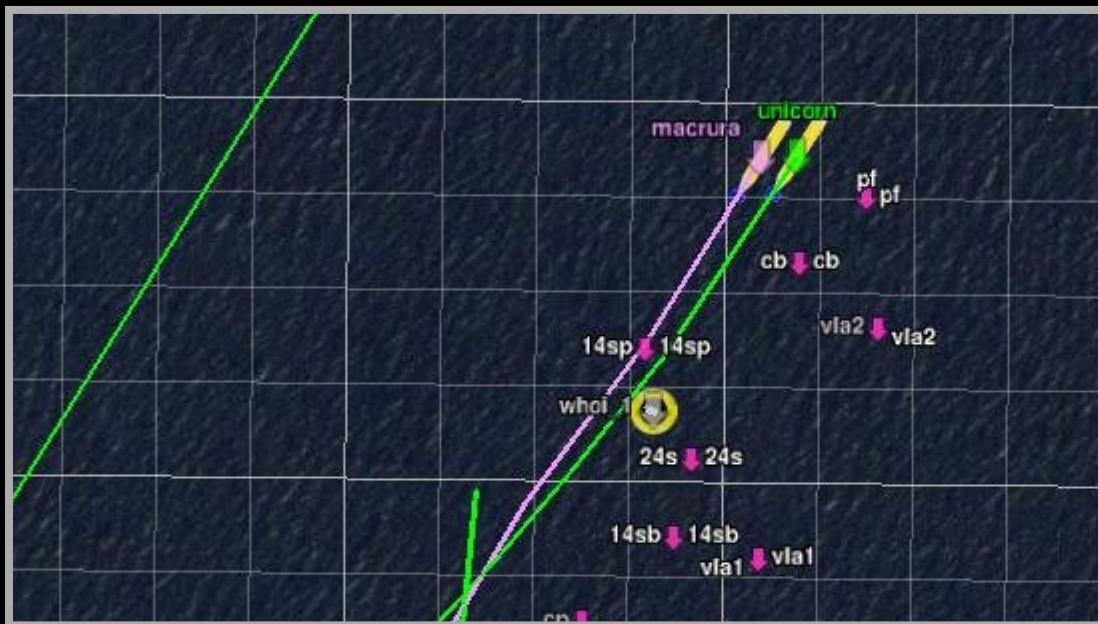 unicorn
macrura
pf
pf
cb cb
vla2
vla2
14sp 14sp
whoi_1
24s 24s
14sb 14sb
vla1
vla1